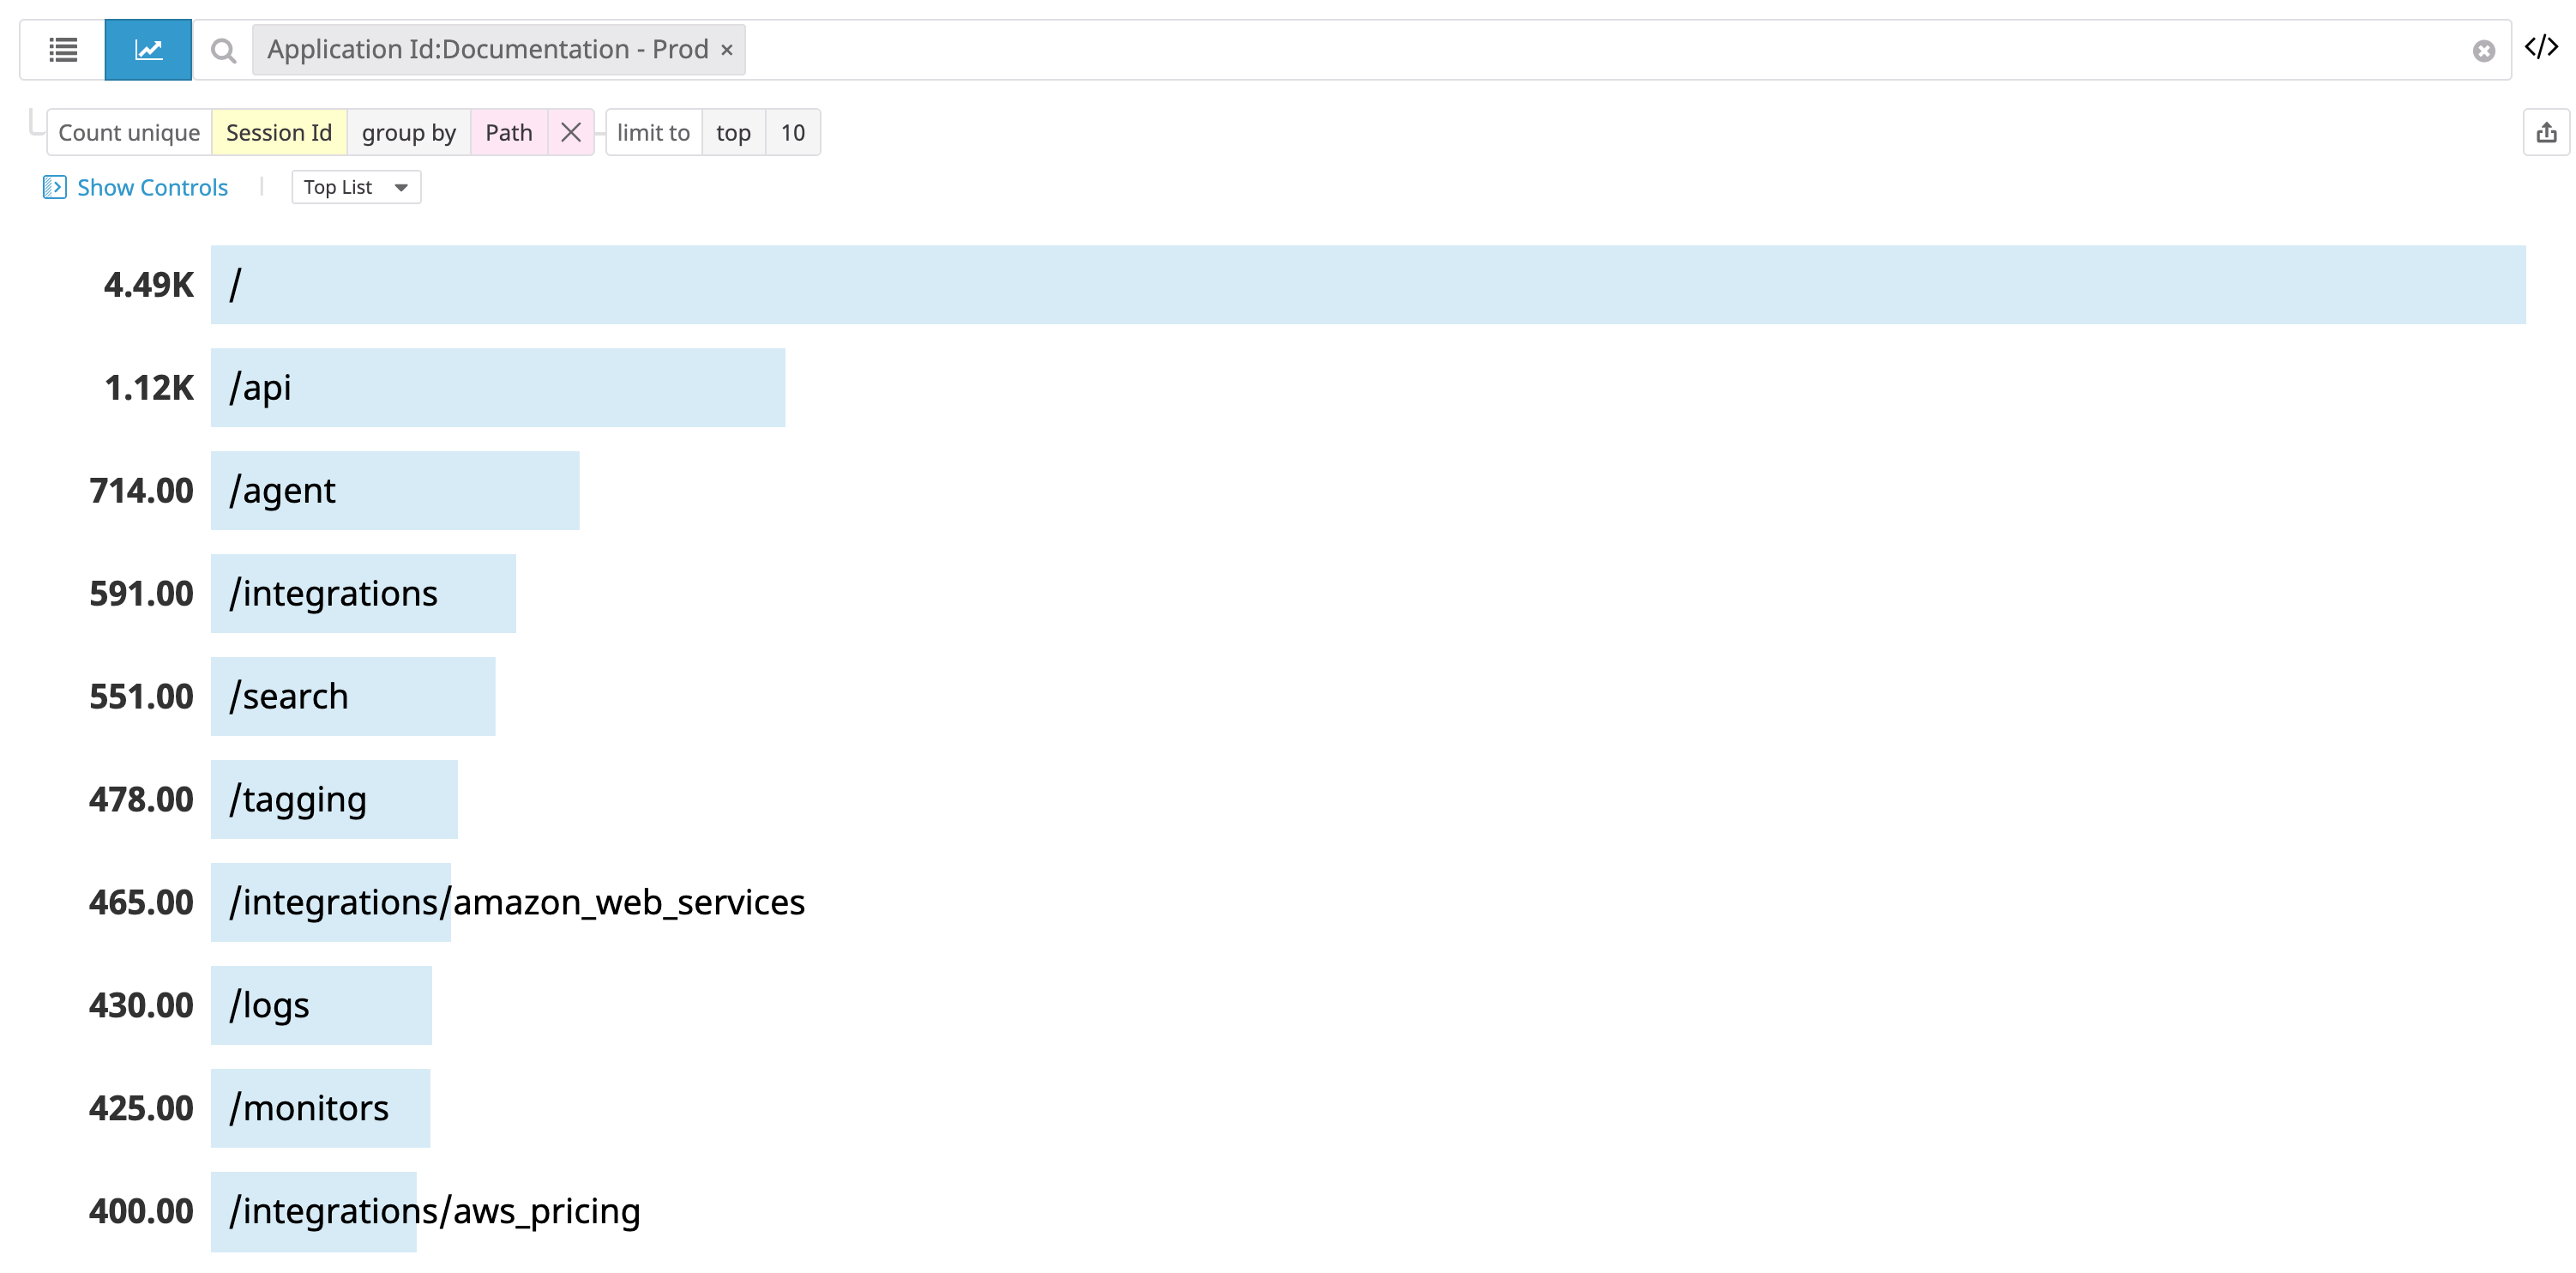 Application Id:Documentation - Prod ×
</>
Count unique Session Id group by Path limit to top 10
Show Controls Top List
4.49K /
1.12K /api
714.00 /agent
591.00 /integrations
551.00 /search
478.00 /tagging
465.00 /integrations/amazon_web_services
430.00 /logs
425.00 /monitors
400.00 /integrations/aws_pricing